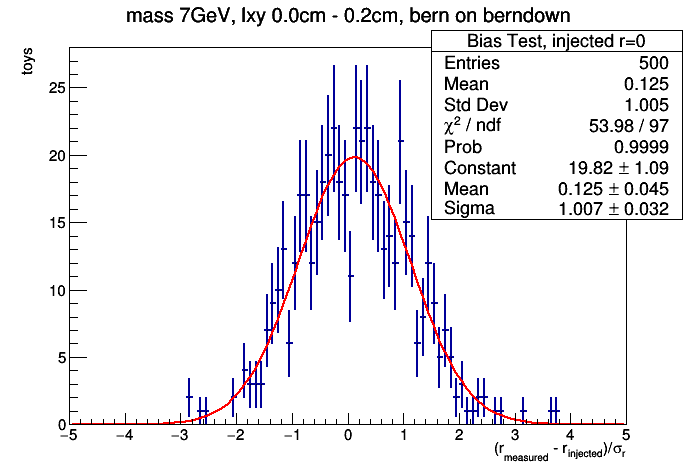 mass 7GeV, lxy 0.0cm - 0.2cm, bern on berndown
toys
Bias Test, injected r=0
Entries 500
Mean 0.125
Std Dev 1.005
χ² / ndf 53.98 / 97
Prob 0.9999
Constant 19.82 ± 1.09
Mean 0.125 ± 0.045
Sigma 1.007 ± 0.032
25
20
15
10
5
0
−5 −4 −3 −2 −1 0 1 2 3 4 5
(r_measured - r_injected)/σ_r